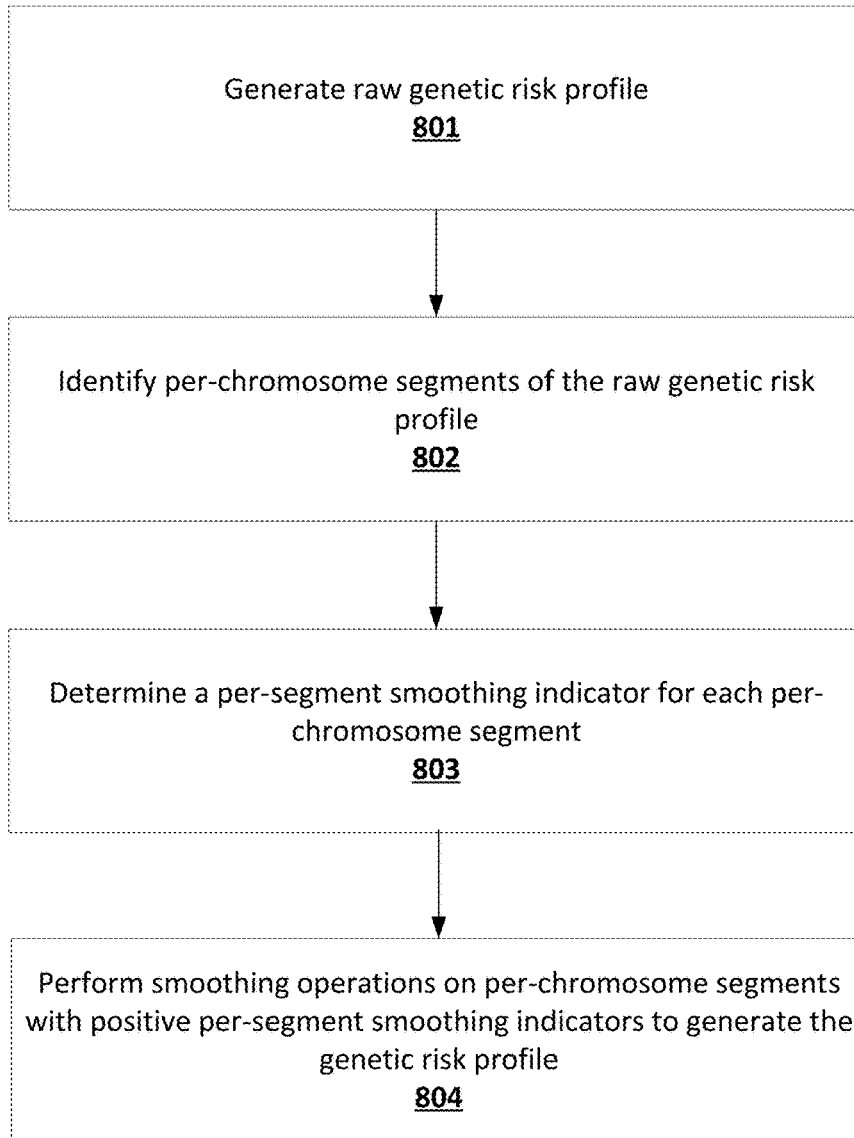 Generate raw genetic risk profile
801
Identify per-chromosome segments of the raw genetic risk
profile
802
Determine a per-segment smoothing indicator for each per-
chromosome segment
803
Perform smoothing operations on per-chromosome segments
with positive per-segment smoothing indicators to generate the
genetic risk profile
804